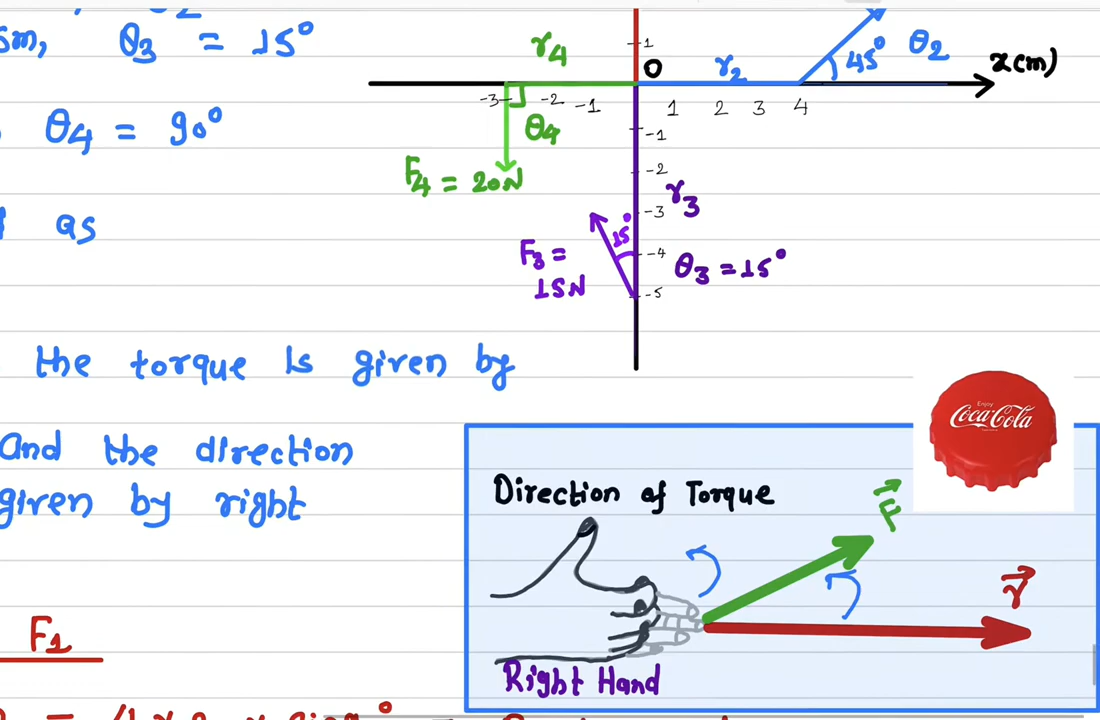 sm, θ3 = 15°
θ4 = 90°
as
the torque is given by
And the direction
given by right
F1
r4
1
O
r2
45°
θ2
x(m)
-3 -2 -1 1 2 3 4
θ4
-1
F4 = 20N
-2
r3
-3
15°
F3 =
15N
-4
θ3 = 15°
-5
Enjoy
Coca-Cola
Direction of Torque
F
r
Right Hand